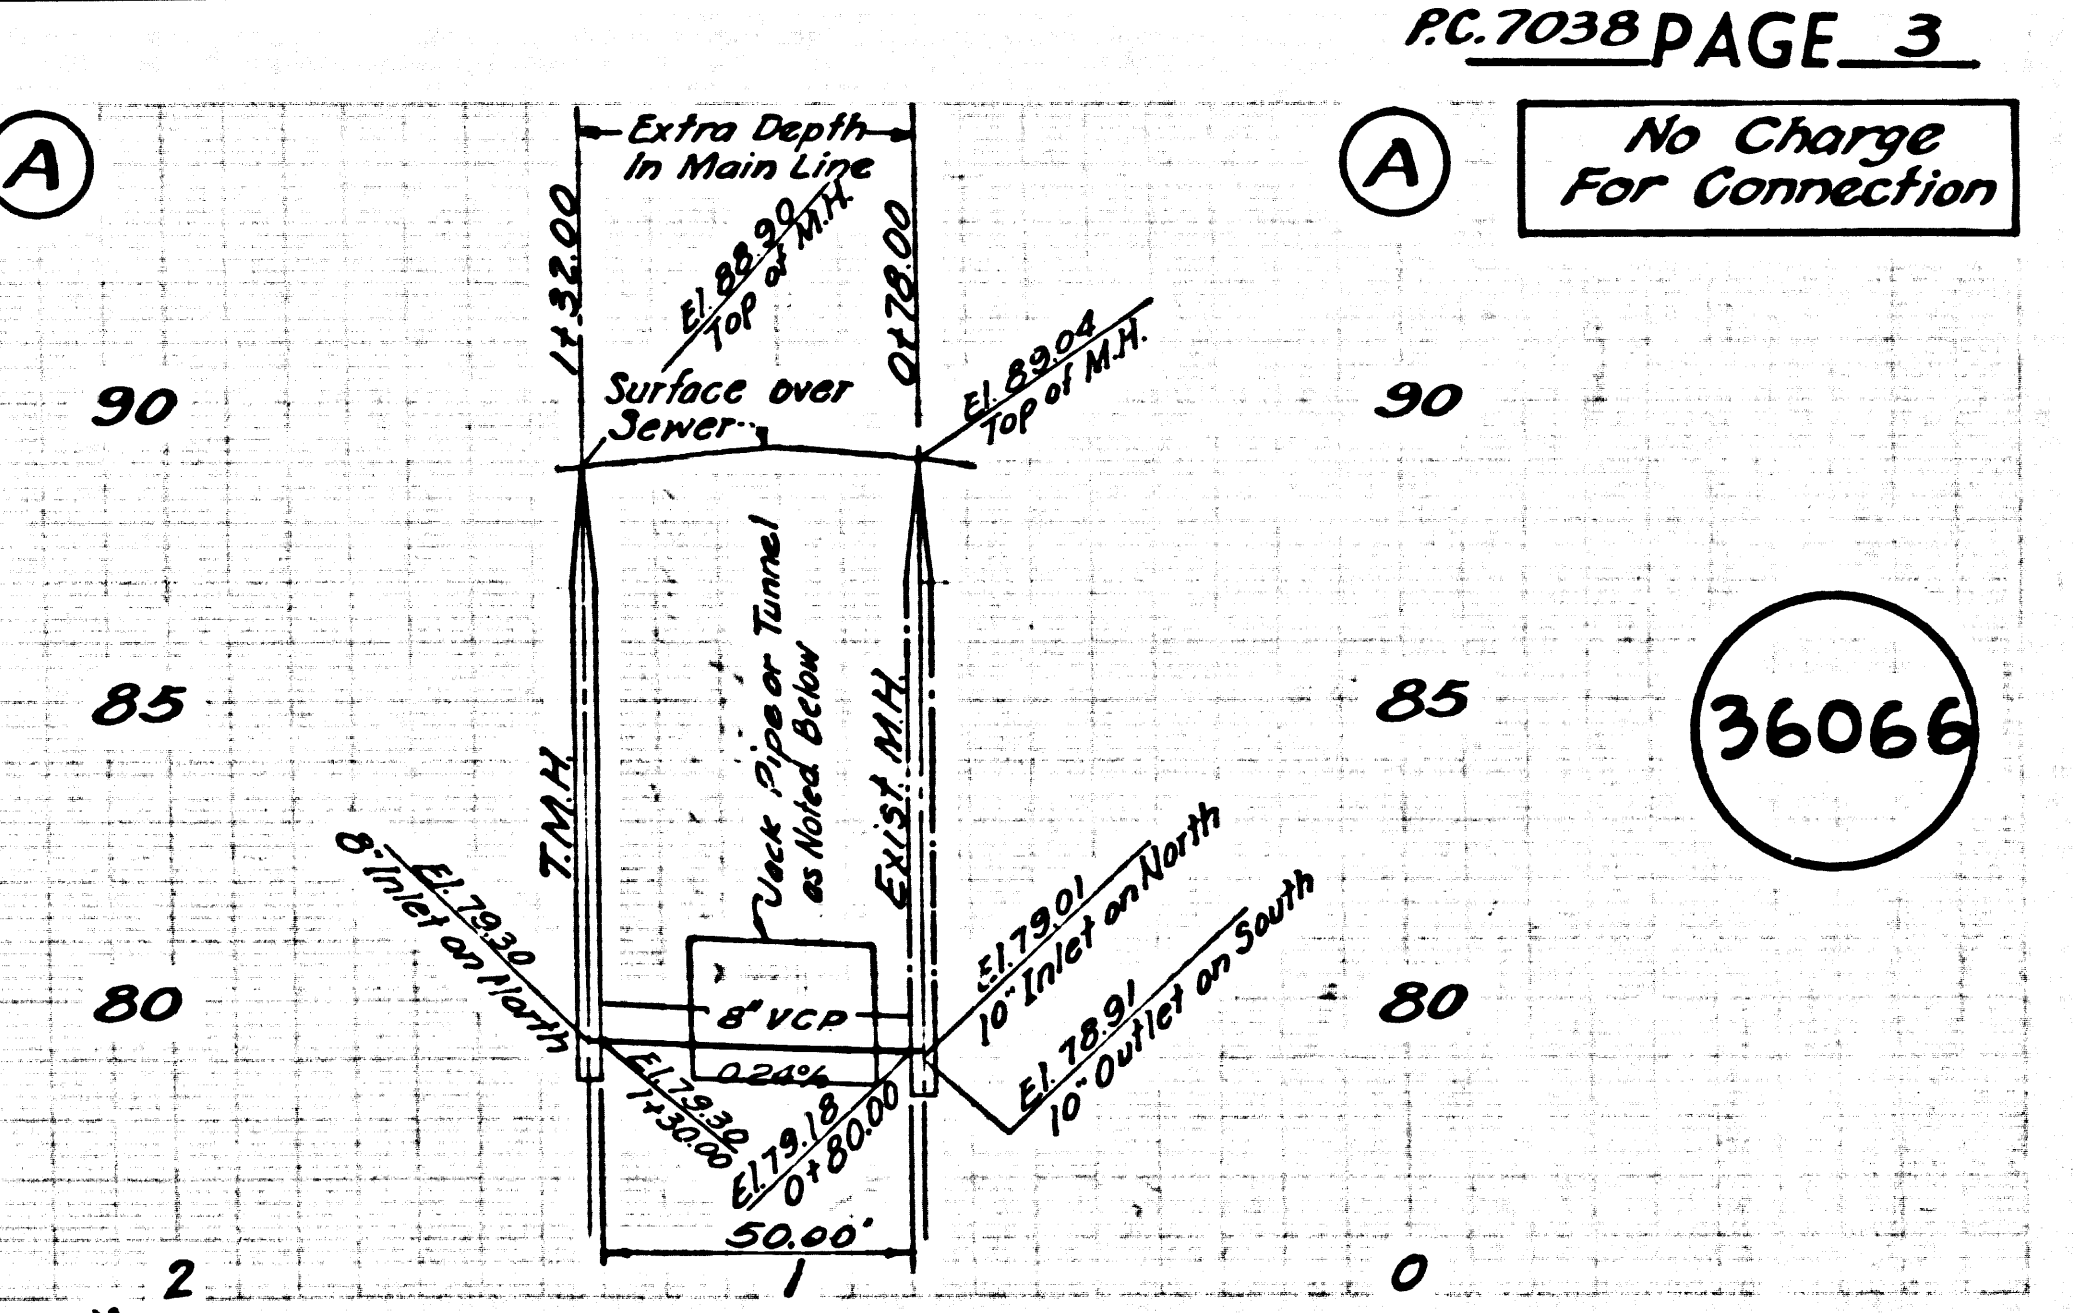 P.C. 7038 PAGE 3
A
A
No Charge
For Connection
Extra Depth
In Main Line
1+32.00
El. 88.90
Top of M.H.
0+78.00
El. 89.04
Top of M.H.
Surface over
Sewer
90
90
Jack Pipe or Tunnel
as Noted Below
85
85
36066
T.M.H.
Exist. M.H.
El. 79.30
8" Inlet on North
El. 79.01
10" Inlet on North
El. 78.91
10" Outlet on South
80
80
8" VCP
0.24%
El. 79.30
1+30.00
El. 79.18
0+80.00
50.00'
2
1
0